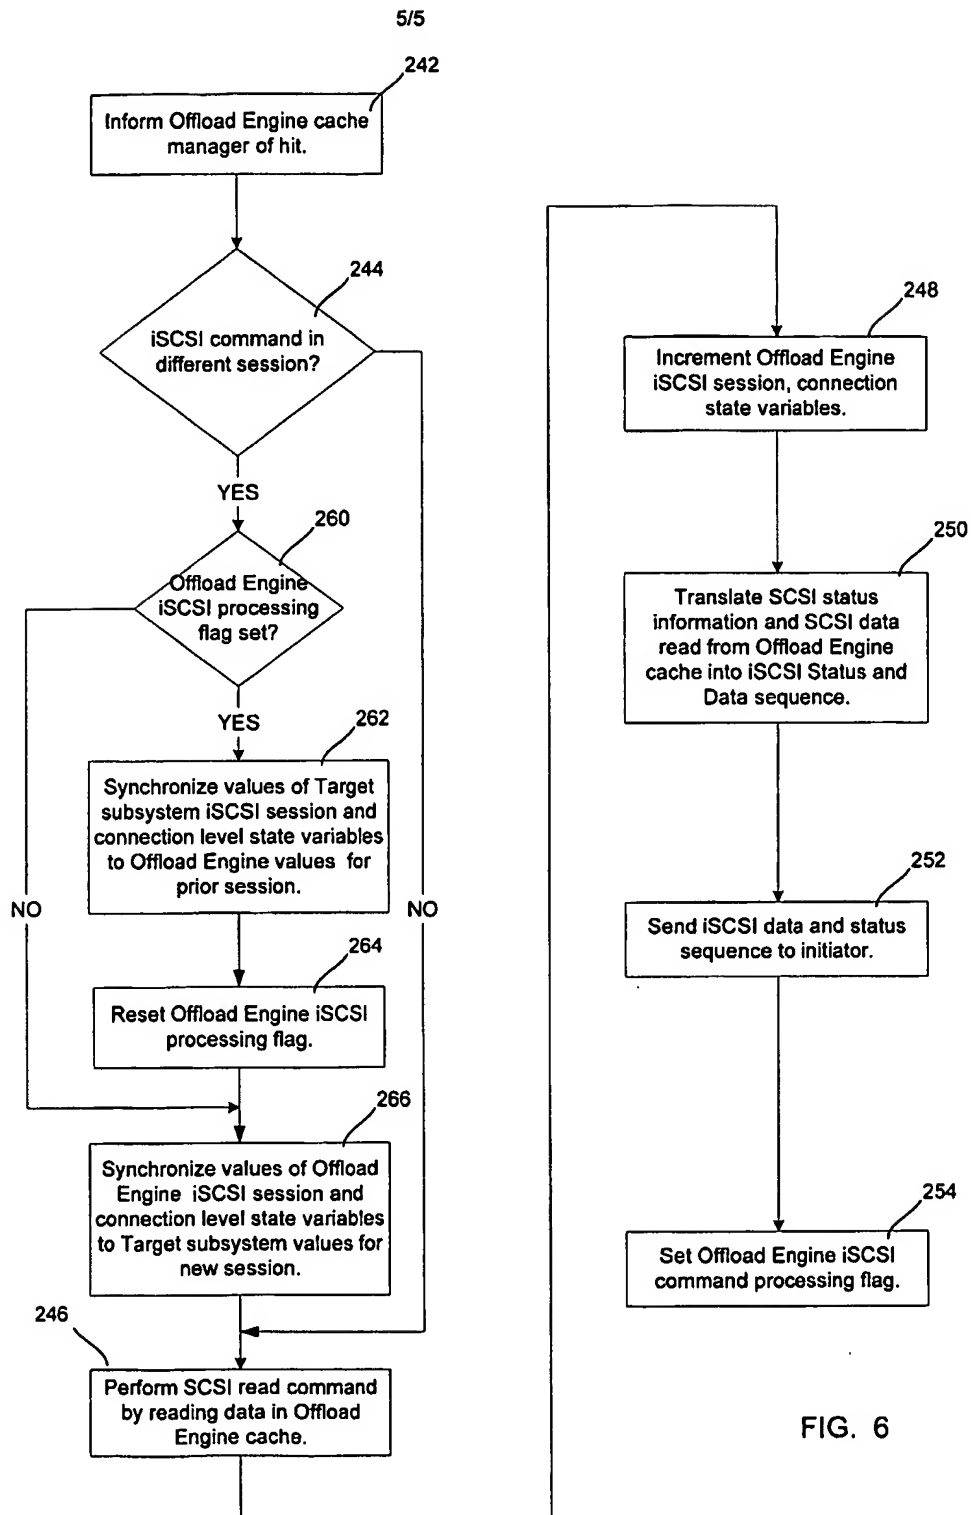 5/5
242
Inform Offload Engine cache
manager of hit.
244
iSCSI command in
different session?
YES
260
Offload Engine
iSCSI processing
flag set?
YES
262
Synchronize values of Target
subsystem iSCSI session and
connection level state variables
to Offload Engine values for
prior session.
NO
NO
264
Reset Offload Engine iSCSI
processing flag.
266
Synchronize values of Offload
Engine iSCSI session and
connection level state variables
to Target subsystem values for
new session.
246
Perform SCSI read command
by reading data in Offload
Engine cache.
248
Increment Offload Engine
iSCSI session, connection
state variables.
250
Translate SCSI status
information and SCSI data
read from Offload Engine
cache into iSCSI Status and
Data sequence.
252
Send iSCSI data and status
sequence to initiator.
254
Set Offload Engine iSCSI
command processing flag.
FIG. 6